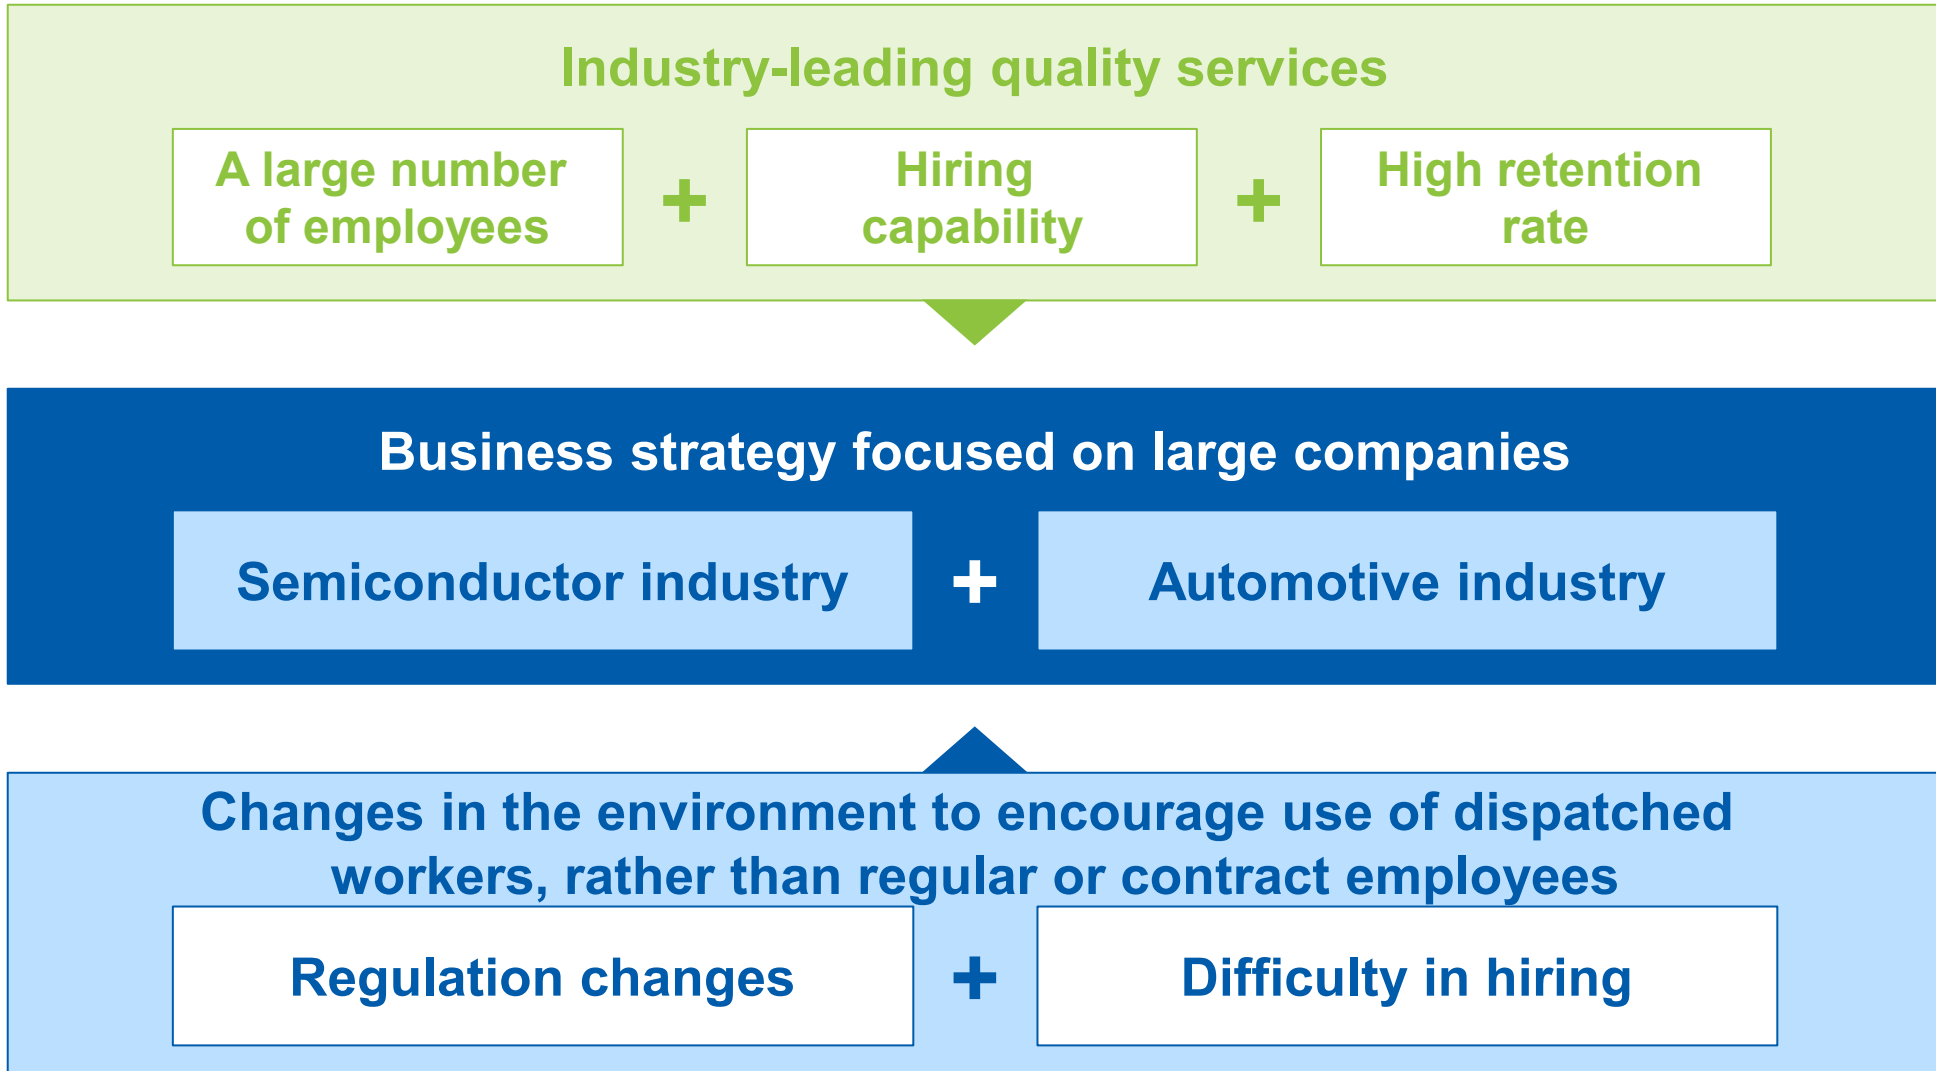 Industry-leading quality services
A large number
of employees
+
Hiring
capability
+
High retention
rate
Business strategy focused on large companies
Semiconductor industry
+
Automotive industry
Changes in the environment to encourage use of dispatched
workers, rather than regular or contract employees
Regulation changes
+
Difficulty in hiring